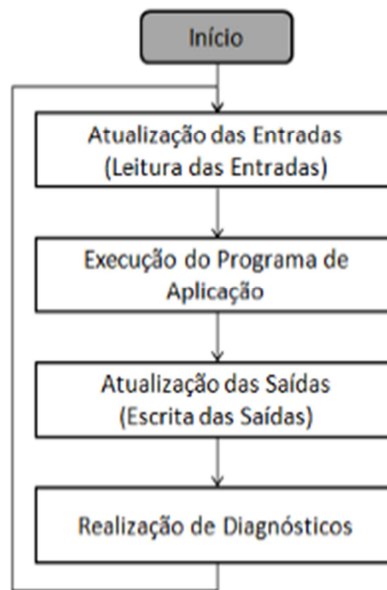 Início
Atualização das Entradas
(Leitura das Entradas)
Execução do Programa de
Aplicação
Atualização das Saídas
(Escrita das Saídas)
Realização de Diagnósticos